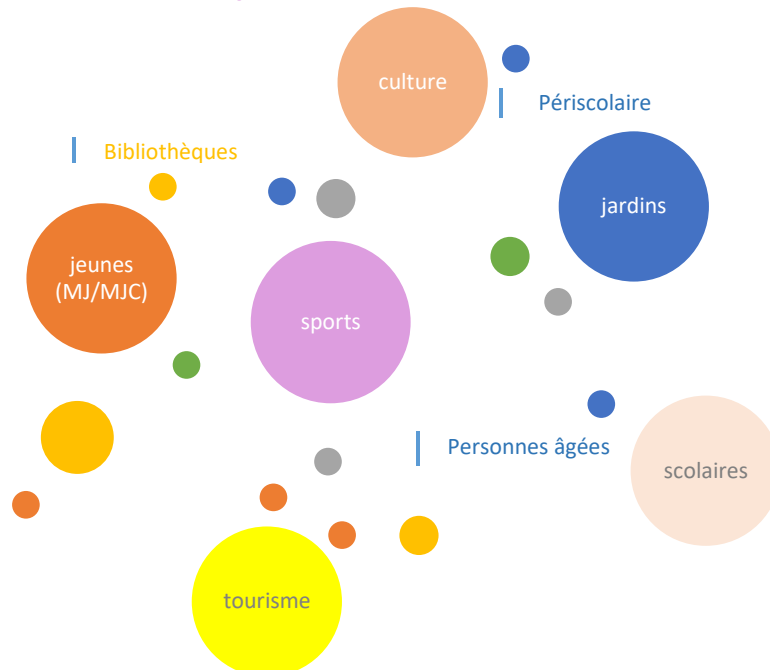 culture
Périscolaire
Bibliothèques
jardins
jeunes
(MJ/MJC)
sports
Personnes âgées
scolaires
tourisme